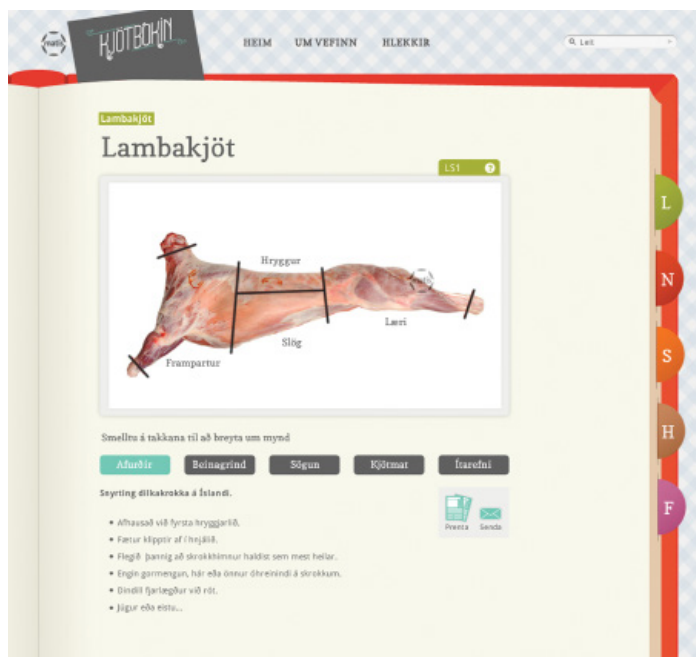 matís
KJÖTBÓKIN
HEIM UM VEFINN HLEKKIR
Leit
Lambakjöt
Lambakjöt
LS1 ?
Hryggur
Læri
Slög
Frampartur
Smelltu á takkana til að breyta um mynd
Afurðir Beinagrind Sögun Kjötmat Ítarefni
Snyrting dilkakrokka á Íslandi.
• Afhausað við fyrsta hryggjarlið.
• Fætur klipptir af í hnjálið.
• Flegið þannig að skrokkhimnur haldist sem mest heilar.
• Engin gormengun, hár eða önnur óhreinindi á skrokkum.
• Dindill fjarlægður við rót.
• Júgur eða eistu...
Prenta Senda
L
N
S
H
F